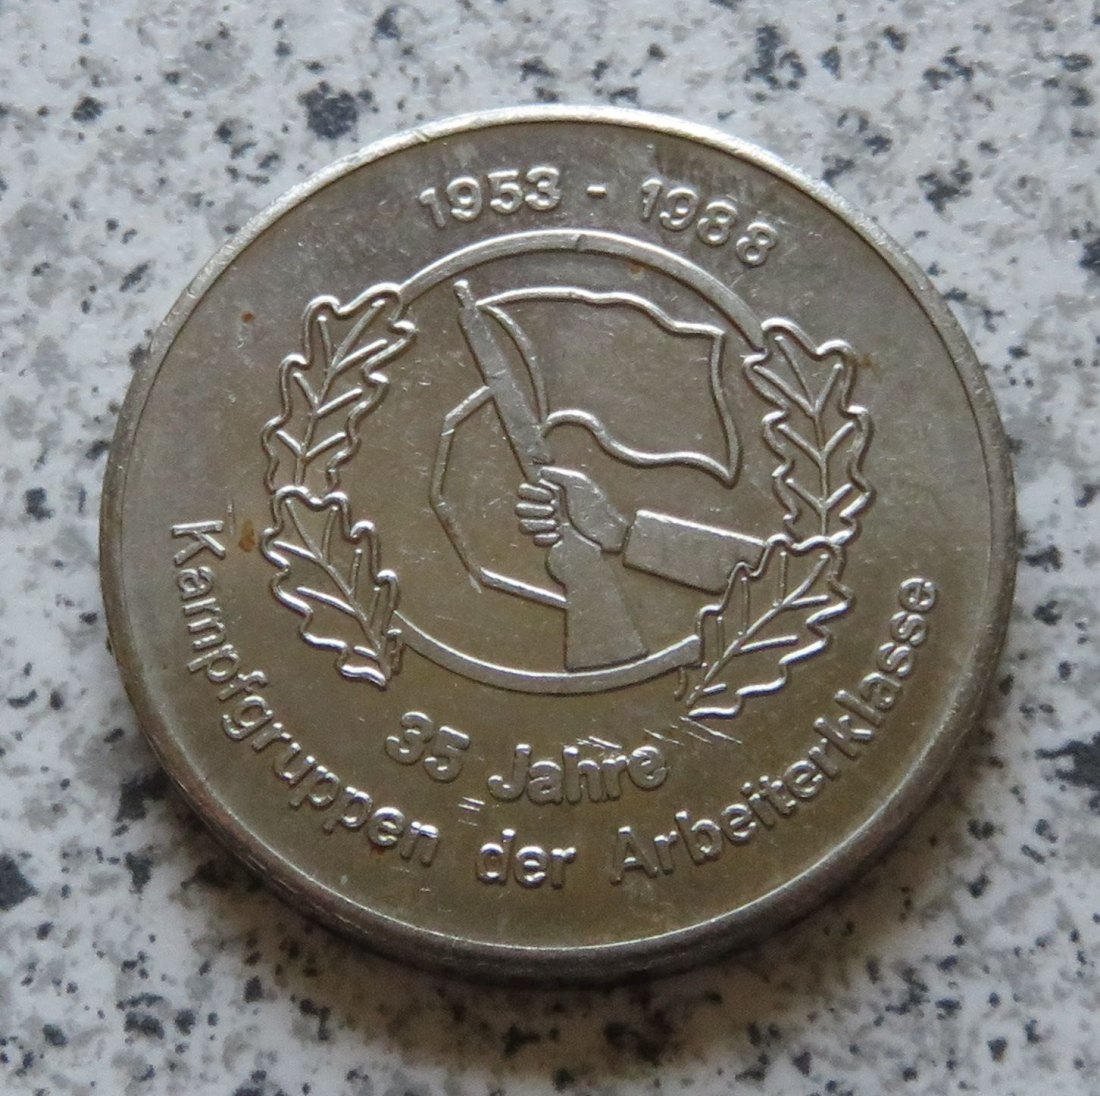 1953 - 1988
35 Jahre
Kampfgruppen der Arbeiterklasse